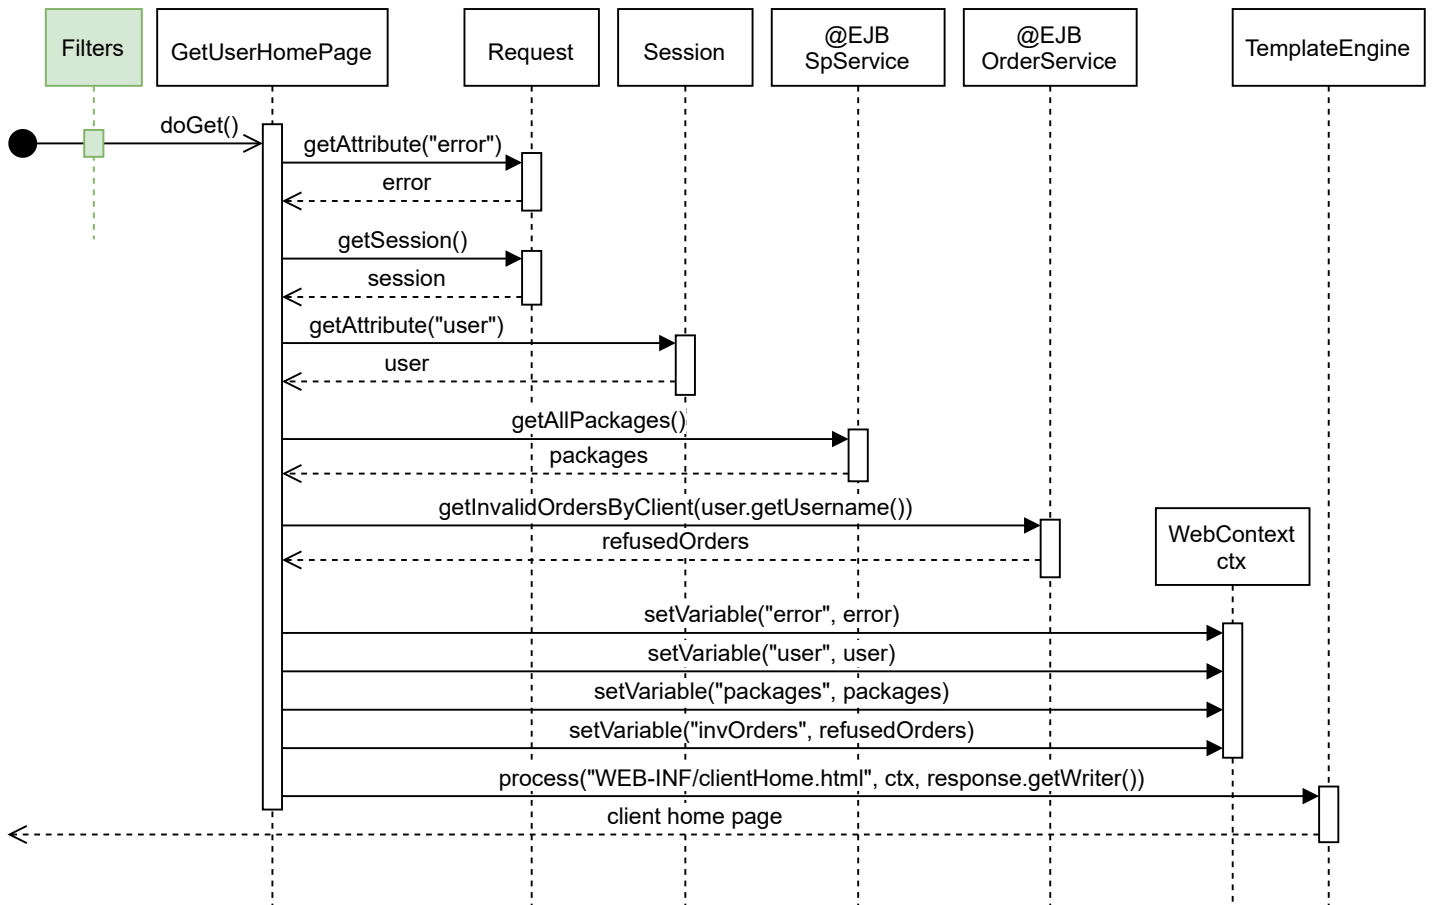 Filters
GetUserHomePage
Request
Session
@EJB
SpService
@EJB
OrderService
TemplateEngine
doGet()
getAttribute("error")
error
getSession()
session
getAttribute("user")
user
getAllPackages()
packages
getInvalidOrdersByClient(user.getUsername())
refusedOrders
WebContext
ctx
setVariable("error", error)
setVariable("user", user)
setVariable("packages", packages)
setVariable("invOrders", refusedOrders)
process("WEB-INF/clientHome.html", ctx, response.getWriter())
client home page